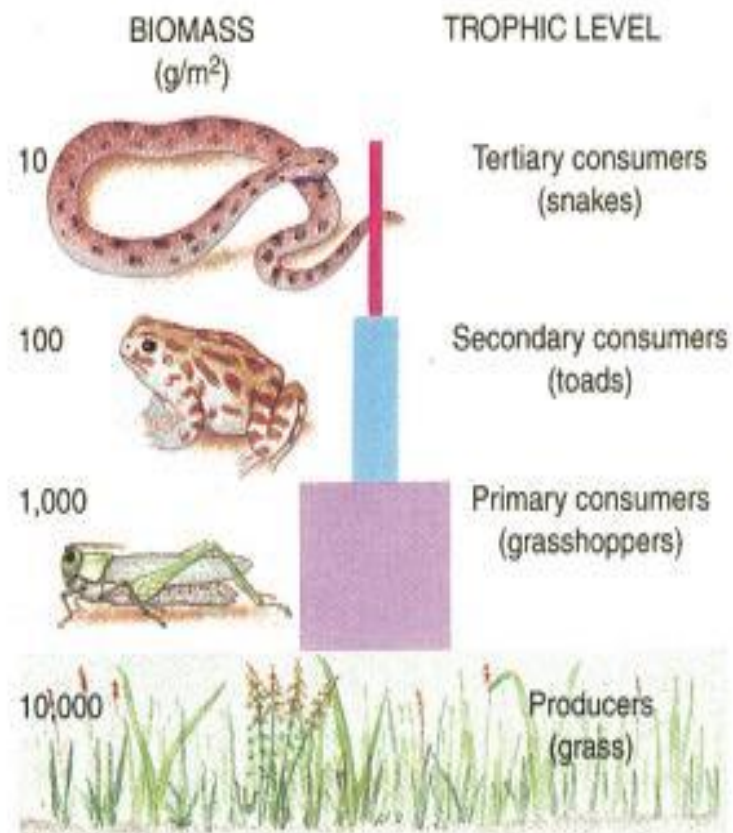 BIOMASS
(g/m²)
TROPHIC LEVEL
10
Tertiary consumers
(snakes)
100
Secondary consumers
(toads)
1,000
Primary consumers
(grasshoppers)
10,000
Producers
(grass)